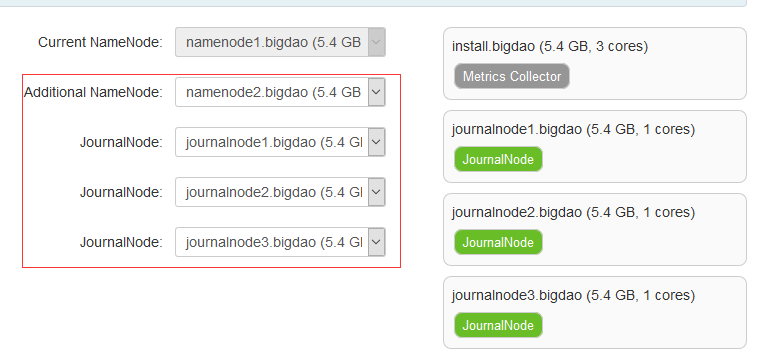 Current NameNode: namenode1.bigdao (5.4 GB
Additional NameNode: namenode2.bigdao (5.4 GB
JournalNode: journalnode1.bigdao (5.4 G
JournalNode: journalnode2.bigdao (5.4 G
JournalNode: journalnode3.bigdao (5.4 G
install.bigdao (5.4 GB, 3 cores)
Metrics Collector
journalnode1.bigdao (5.4 GB, 1 cores)
JournalNode
journalnode2.bigdao (5.4 GB, 1 cores)
JournalNode
journalnode3.bigdao (5.4 GB, 1 cores)
JournalNode